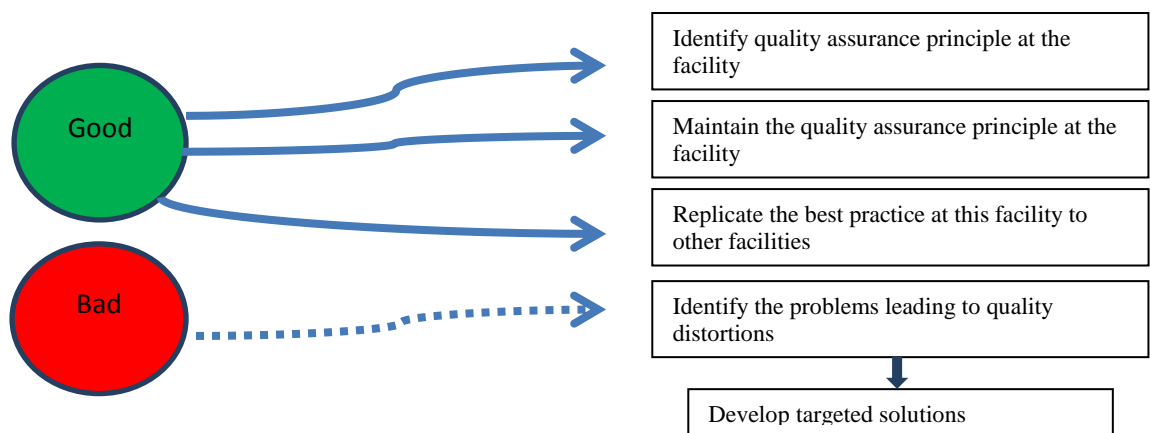 Good
Identify quality assurance principle at the
facility
Maintain the quality assurance principle at the
facility
Replicate the best practice at this facility to
other facilities
Bad
Identify the problems leading to quality
distortions
Develop targeted solutions